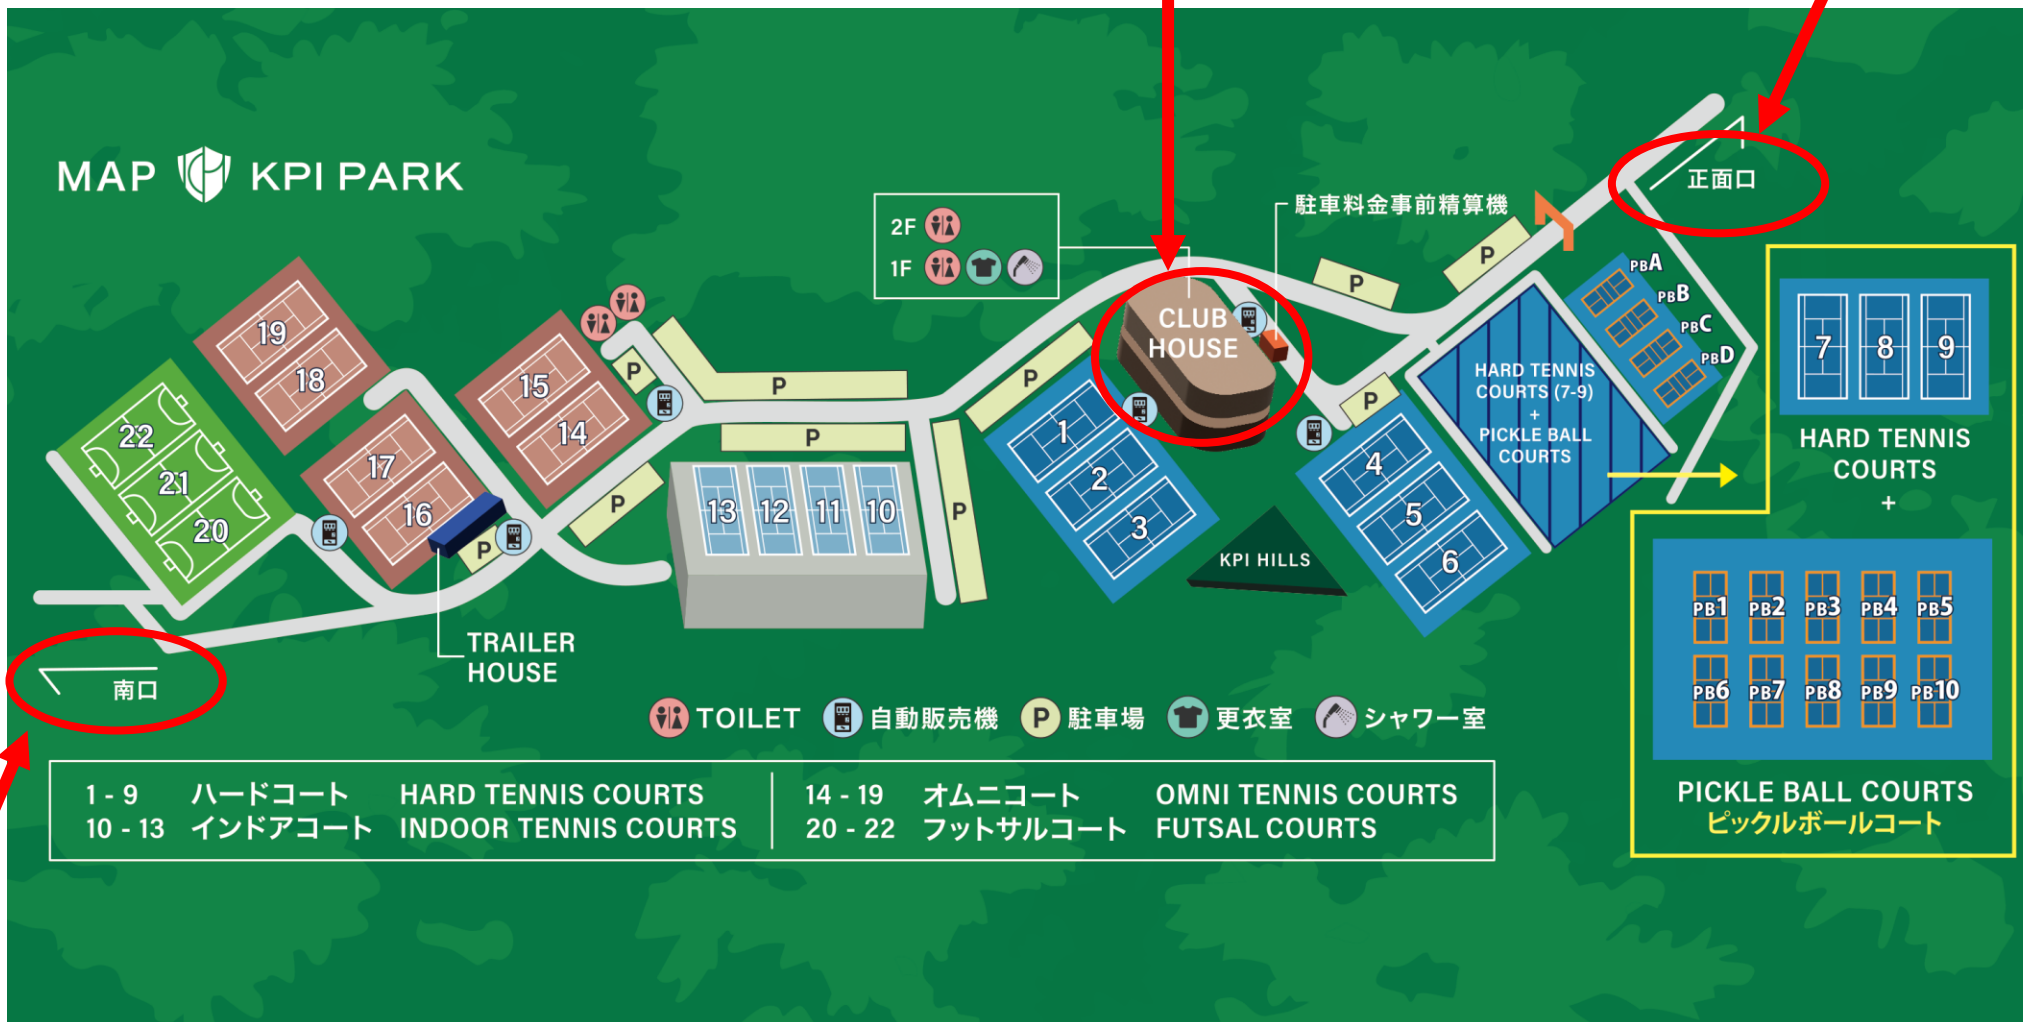 MAP KPI PARK
正面口
駐車料金事前精算機
2F
1F
CLUB
HOUSE
P
P
P
P
P
P
P
P
P
P
PBA
PBB
PBC
PBD
HARD TENNIS
COURTS (7-9)
+
PICKLE BALL
COURTS
7 8 9
HARD TENNIS
COURTS
+
PB1 PB2 PB3 PB4 PB5
PB6 PB7 PB8 PB9 PB10
PICKLE BALL COURTS
ピックルボールコート
19
18
22
21
20
17
16
15
14
13 12 11 10
1
2
3
4
5
6
KPI HILLS
TRAILER
HOUSE
南口
TOILET 自動販売機 P 駐車場 更衣室 シャワー室
1 - 9 ハードコート HARD TENNIS COURTS
10 - 13 インドアコート INDOOR TENNIS COURTS
14 - 19 オムニコート OMNI TENNIS COURTS
20 - 22 フットサルコート FUTSAL COURTS